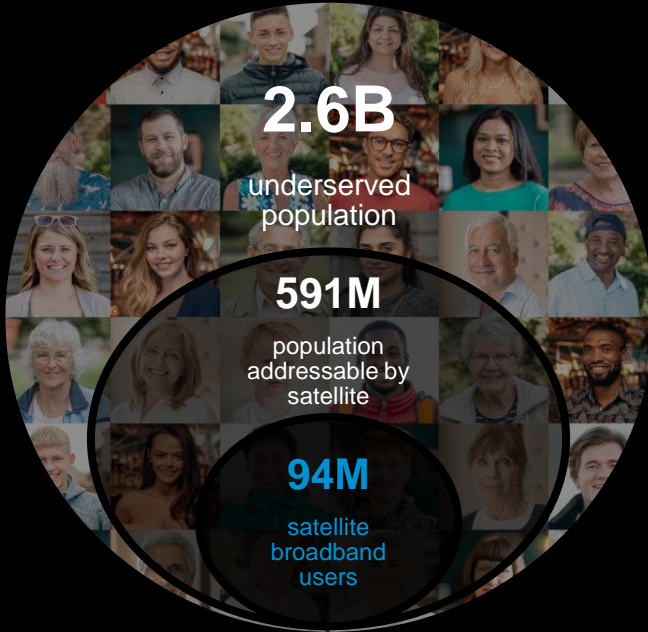 2.6B
underserved
population
591M
population
addressable by
satellite
94M
satellite
broadband
users